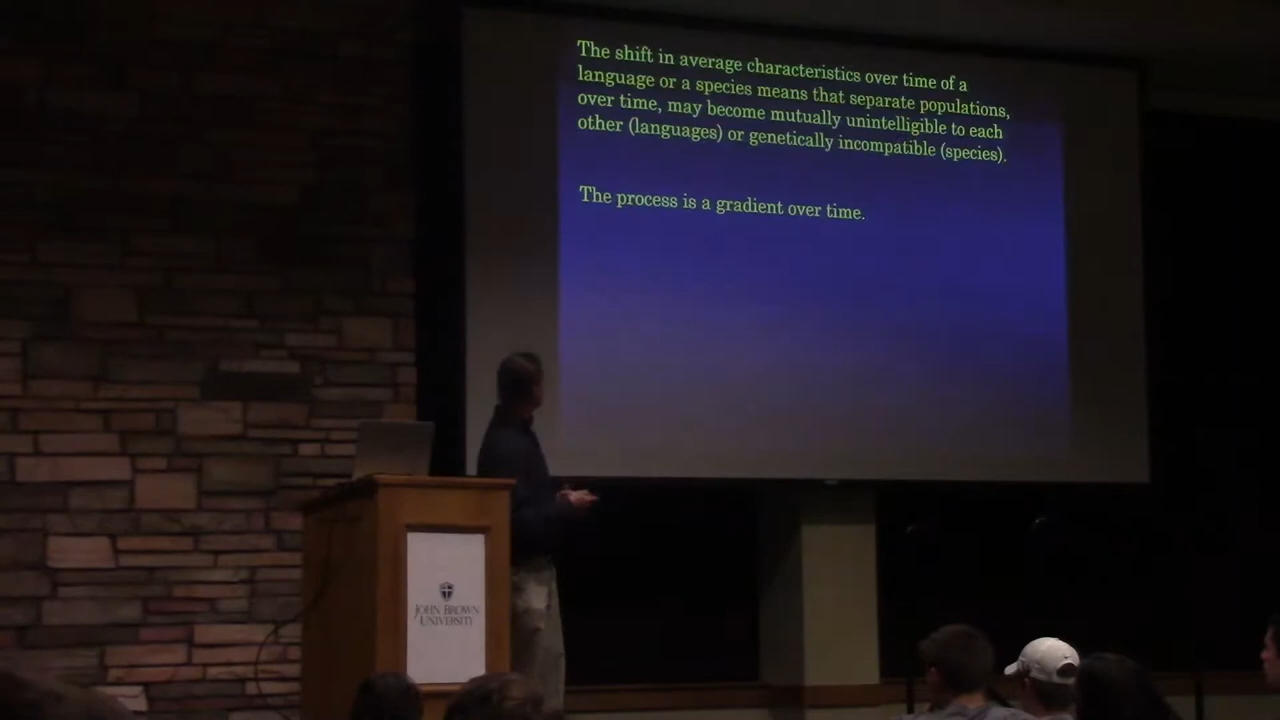 The shift in average characteristics over time of a
language or a species means that separate populations,
over time, may become mutually unintelligible to each
other (languages) or genetically incompatible (species).
The process is a gradient over time.
JOHN BROWN
UNIVERSITY